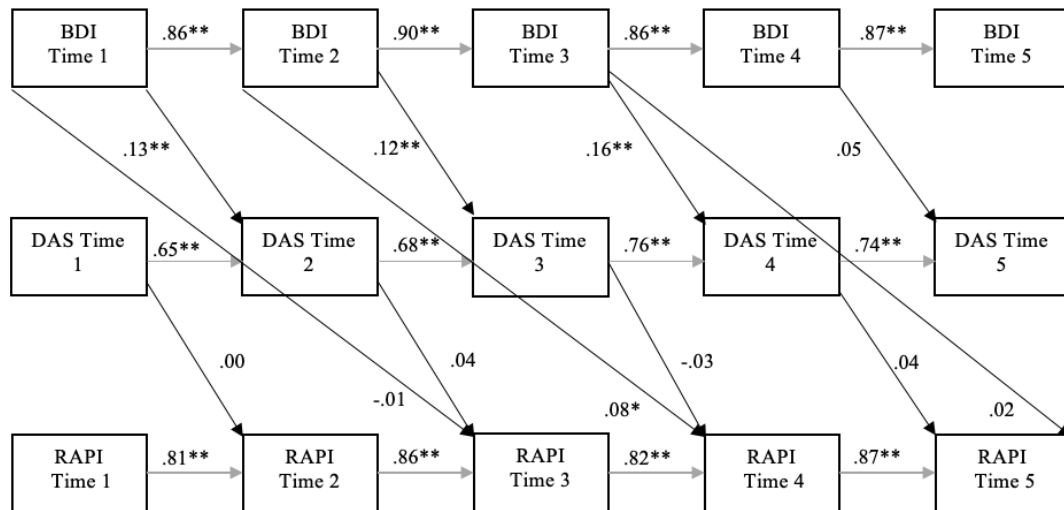 BDI
Time 1
.86**
BDI
Time 2
.90**
BDI
Time 3
.86**
BDI
Time 4
.87**
BDI
Time 5
.13**
.12**
.16**
.05
DAS Time
1
.65**
DAS Time
2
.68**
DAS Time
3
.76**
DAS Time
4
.74**
DAS Time
5
.00
.04
-.03
.04
-.01
.08*
.02
RAPI
Time 1
.81**
RAPI
Time 2
.86**
RAPI
Time 3
.82**
RAPI
Time 4
.87**
RAPI
Time 5